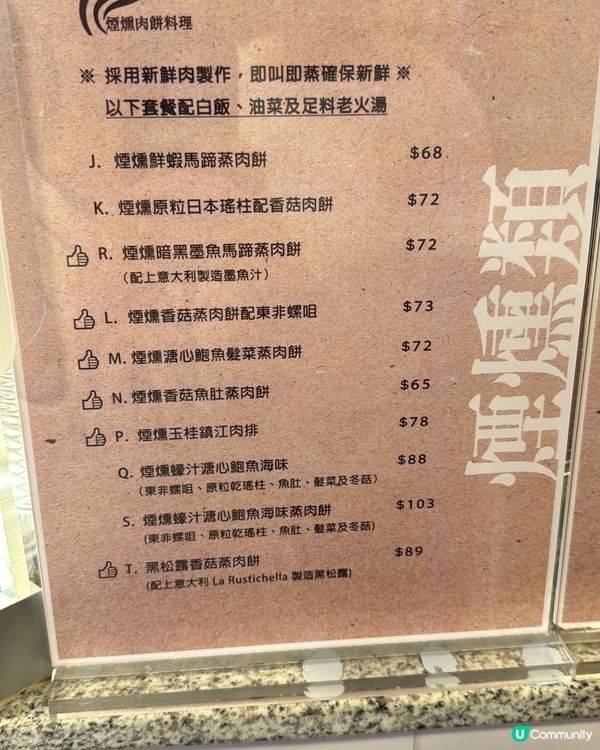 煙燻肉餅料理
※ 採用新鮮肉製作，即叫即蒸確保新鮮 ※
以下套餐配白飯、油菜及足料老火湯
J. 煙燻鮮蝦馬蹄蒸肉餅 $68
K. 煙燻原粒日本瑤柱配香菇肉餅 $72
R. 煙燻暗黑墨魚馬蹄蒸肉餅 $72
（配上意大利製造墨魚汁）
L. 煙燻香菇蒸肉餅配東非螺咀 $73
M. 煙燻溏心鮑魚髮菜蒸肉餅 $72
N. 煙燻香菇魚肚蒸肉餅 $65
P. 煙燻玉桂鎮江肉排 $78
Q. 煙燻蠔汁溏心鮑魚海味 $88
（東非螺咀、原粒乾瑤柱、魚肚、髮菜及冬菇）
S. 煙燻蠔汁溏心鮑魚海味蒸肉餅 $103
(東非螺咀、原粒乾瑤柱、魚肚、髮菜及冬菇)
T. 黑松露香菇蒸肉餅 $89
(配上意大利 La Rustichella 製造黑松露)
煙燻類
U Community